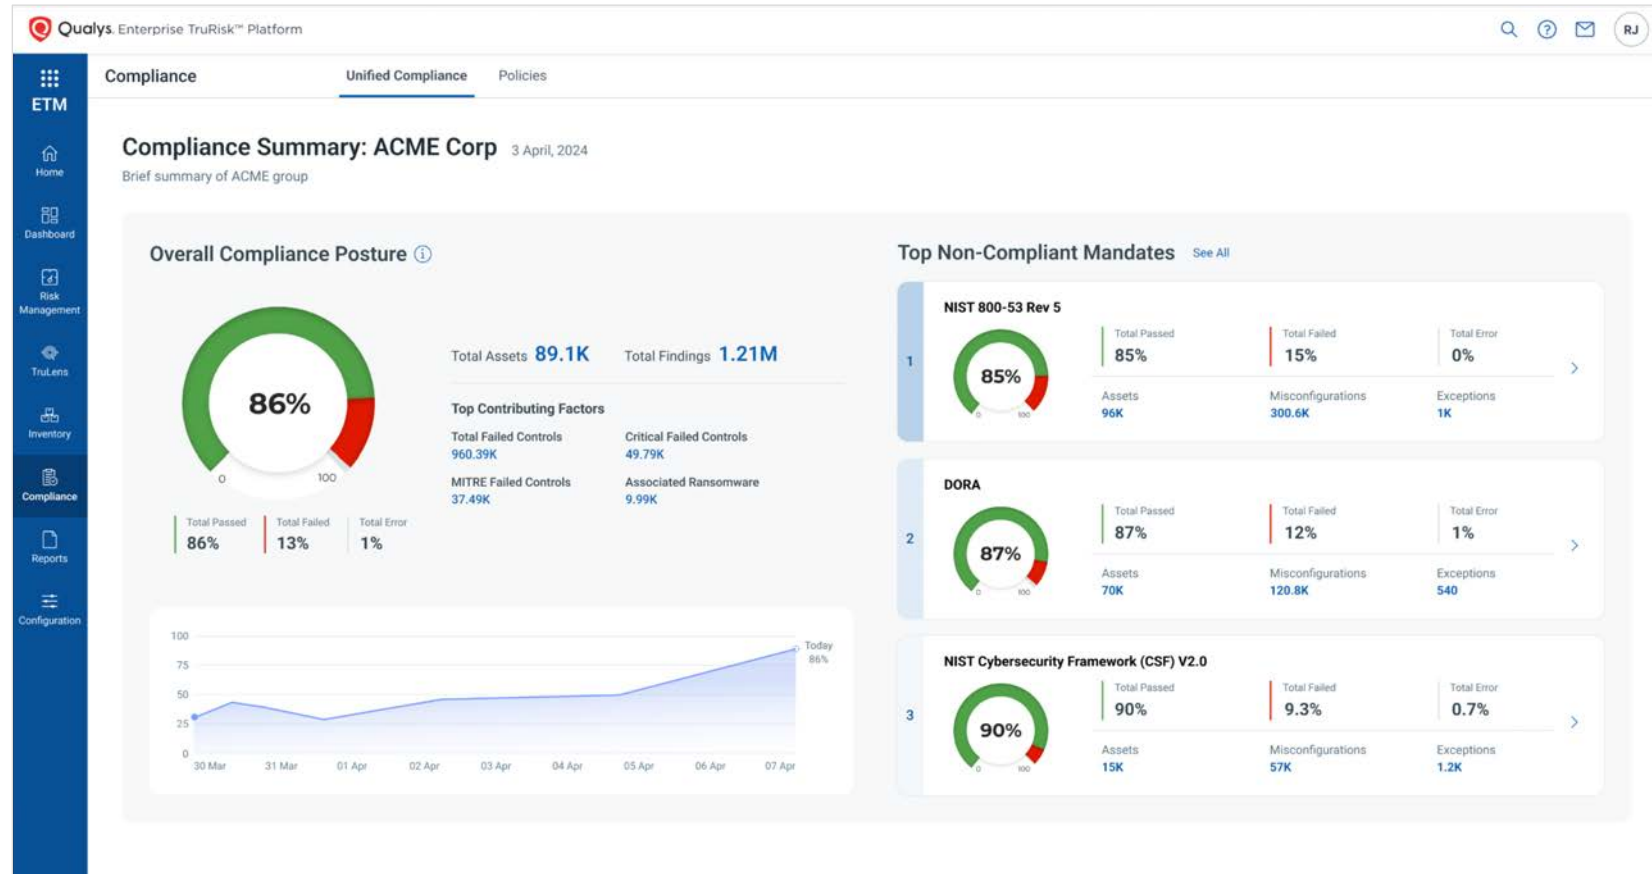 Qualys. Enterprise TruRisk™ Platform
RJ
ETM
Home
Dashboard
Risk
Management
TruLens
Inventory
Compliance
Reports
Configuration
Compliance
Unified Compliance
Policies
Compliance Summary: ACME Corp 3 April, 2024
Brief summary of ACME group
Overall Compliance Posture
86%
0
100
Total Passed
86%
Total Failed
13%
Total Error
1%
Total Assets 89.1K
Total Findings 1.21M
Top Contributing Factors
Total Failed Controls
960.39K
Critical Failed Controls
49.79K
MITRE Failed Controls
37.49K
Associated Ransomware
9.99K
100
75
50
25
0
Today
86%
30 Mar
31 Mar
01 Apr
02 Apr
03 Apr
04 Apr
05 Apr
06 Apr
07 Apr
Top Non-Compliant Mandates See All
1
NIST 800-53 Rev 5
85%
0
100
Total Passed
85%
Total Failed
15%
Total Error
0%
Assets
96K
Misconfigurations
300.6K
Exceptions
1K
2
DORA
87%
0
100
Total Passed
87%
Total Failed
12%
Total Error
1%
Assets
70K
Misconfigurations
120.8K
Exceptions
540
3
NIST Cybersecurity Framework (CSF) V2.0
90%
0
100
Total Passed
90%
Total Failed
9.3%
Total Error
0.7%
Assets
15K
Misconfigurations
57K
Exceptions
1.2K